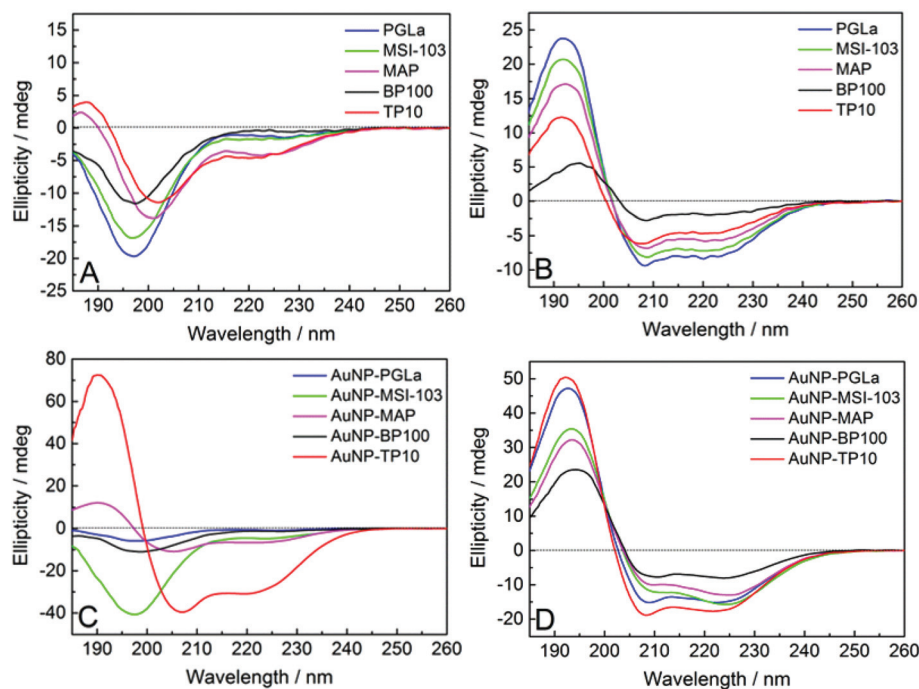 15
10
5
0
-5
-10
-15
-20
-25
Ellipticity / mdeg
PGLa
MSI-103
MAP
BP100
TP10
A
190 200 210 220 230 240 250 260
Wavelength / nm
25
20
15
10
5
0
-5
-10
Ellipticity / mdeg
PGLa
MSI-103
MAP
BP100
TP10
B
190 200 210 220 230 240 250 260
Wavelength / nm
80
60
40
20
0
-20
-40
-60
Ellipticity / mdeg
AuNP-PGLa
AuNP-MSI-103
AuNP-MAP
AuNP-BP100
AuNP-TP10
C
190 200 210 220 230 240 250 260
Wavelength / nm
50
40
30
20
10
0
-10
-20
Ellipticity / mdeg
AuNP-PGLa
AuNP-MSI-103
AuNP-MAP
AuNP-BP100
AuNP-TP10
D
190 200 210 220 230 240 250 260
Wavelength / nm